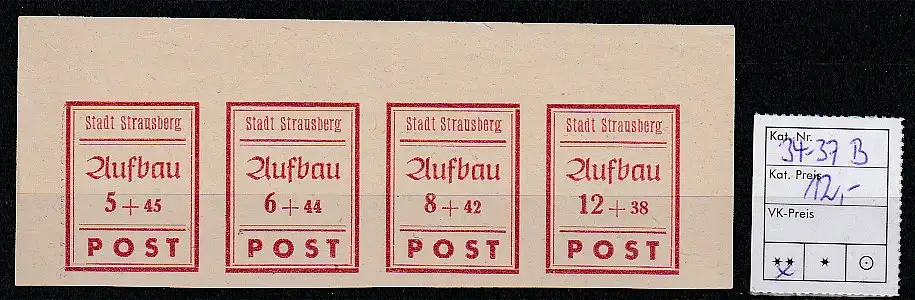 Stadt Strausberg
Aufbau
5 + 45
POST
Stadt Strausberg
Aufbau
6 + 44
POST
Stadt Strausberg
Aufbau
8 + 42
POST
Stadt Strausberg
Aufbau
12 + 38
POST
Kat. Nr.
34-37 B
Kat. Preis
12,-
VK-Preis
** * ⊙
x